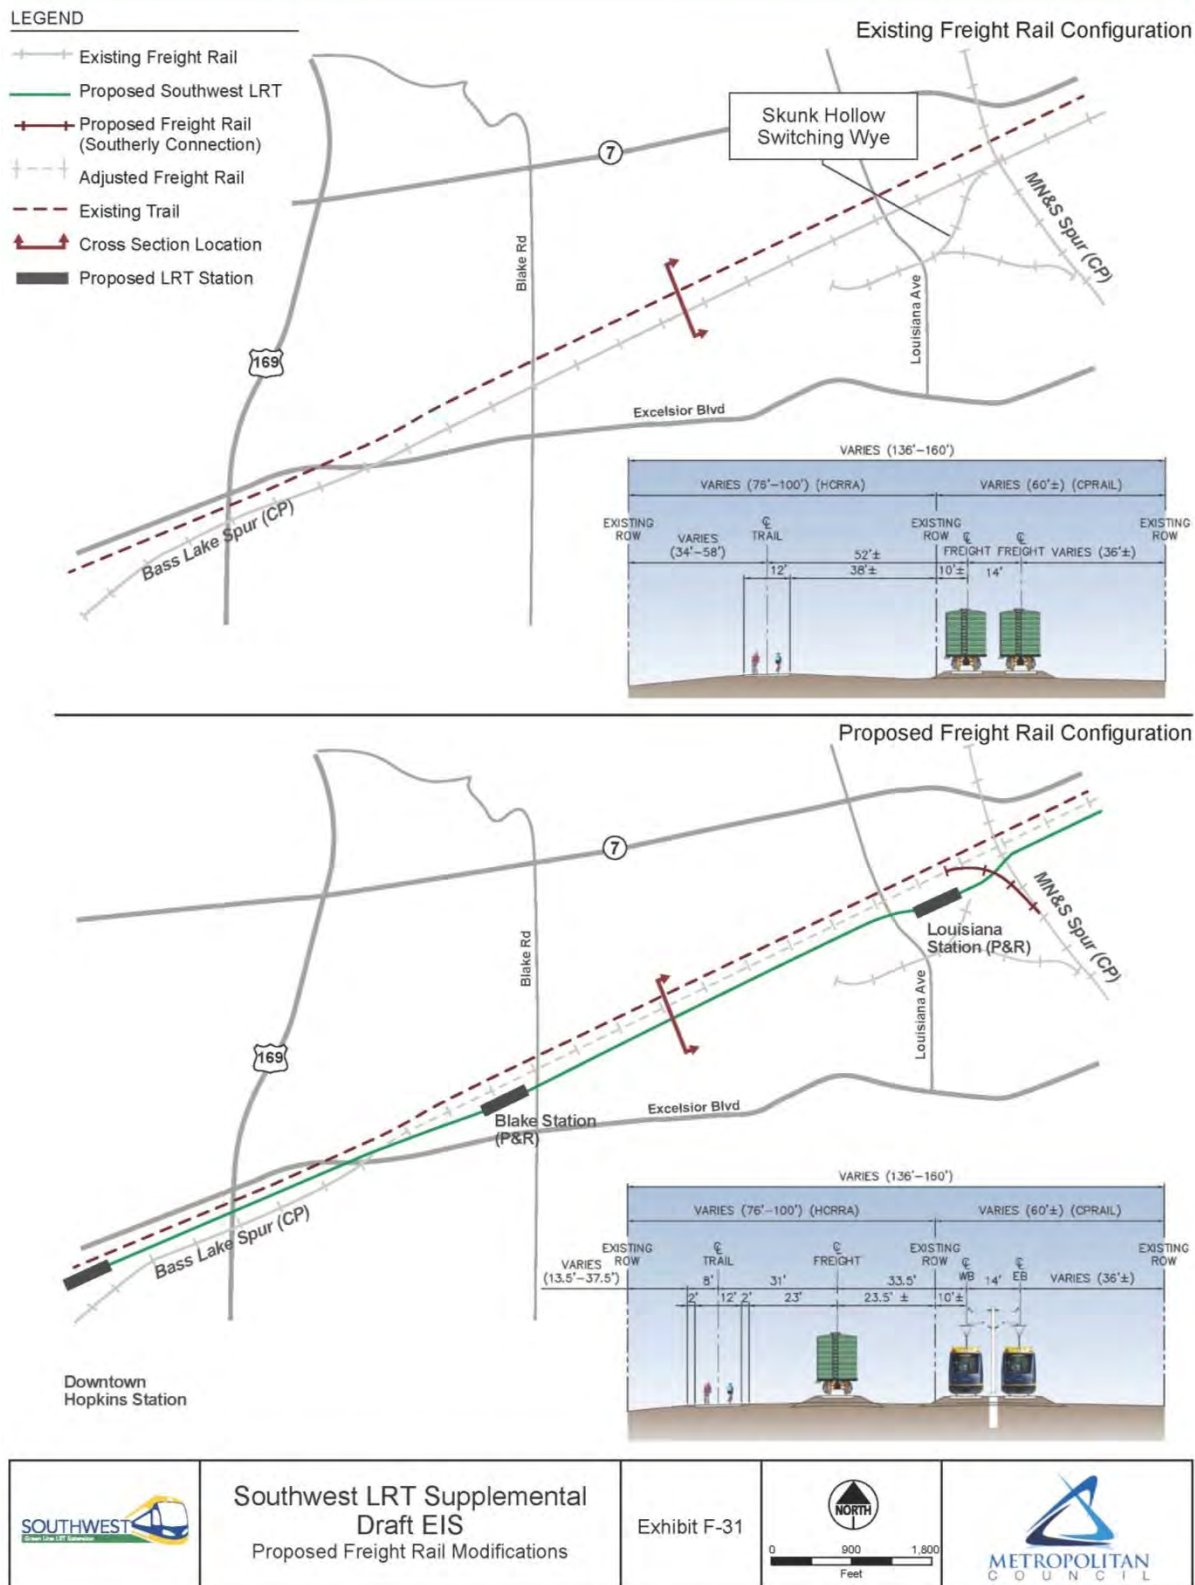 LEGEND
Existing Freight Rail
Proposed Southwest LRT
Proposed Freight Rail
(Southerly Connection)
Adjusted Freight Rail
Existing Trail
Cross Section Location
Proposed LRT Station
Existing Freight Rail Configuration
Skunk Hollow
Switching Wye
7
MN&S Spur (CP)
Blake Rd
Louisiana Ave
169
Excelsior Blvd
Bass Lake Spur (CP)
VARIES (136'-160')
VARIES (76'-100') (HCRRA)
VARIES (60'±) (CPRAIL)
EXISTING
ROW
VARIES
(34'-58')
℄
TRAIL
52'±
EXISTING
ROW
℄
FREIGHT
℄
FREIGHT
VARIES (36'±)
EXISTING
ROW
12'
38'±
10'±
14'
Proposed Freight Rail Configuration
7
MN&S Spur (CP)
Louisiana
Station (P&R)
Blake Rd
Louisiana Ave
169
Blake Station
(P&R)
Excelsior Blvd
Bass Lake Spur (CP)
Downtown
Hopkins Station
VARIES (136'-160')
VARIES (76'-100') (HCRRA)
VARIES (60'±) (CPRAIL)
VARIES
(13.5'-37.5')
EXISTING
ROW
℄
TRAIL
℄
FREIGHT
EXISTING
ROW
℄
WB
14'
℄
EB
VARIES (36'±)
EXISTING
ROW
8'
31'
33.5'
2'
12'
2'
23'
23.5' ±
10'±
SOUTHWEST
Green Line LRT Extension
Southwest LRT Supplemental
Draft EIS
Proposed Freight Rail Modifications
Exhibit F-31
NORTH
0 900 1,800
Feet
METROPOLITAN
COUNCIL